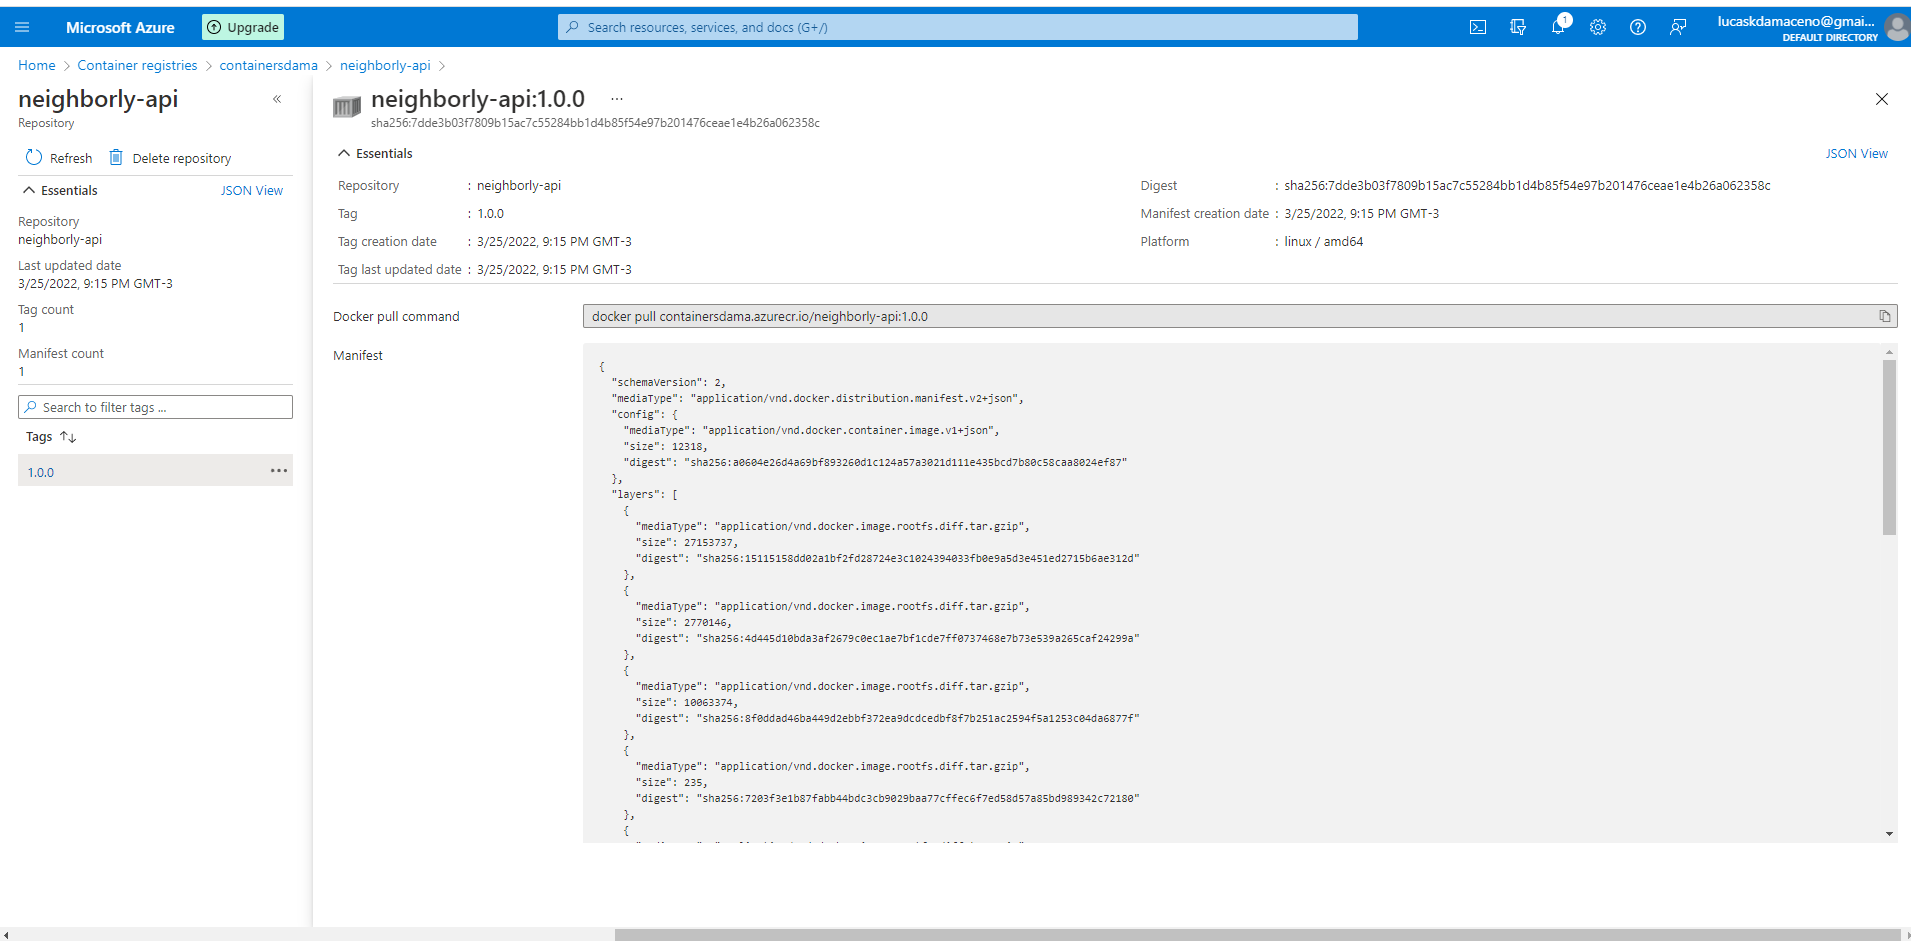 Microsoft Azure
Upgrade
Search resources, services, and docs (G+/)
1
lucaskdamaceno@gmai...
DEFAULT DIRECTORY
Home > Container registries > containersdama > neighborly-api >
neighborly-api
Repository
Refresh
Delete repository
Essentials
JSON View
Repository
neighborly-api
Last updated date
3/25/2022, 9:15 PM GMT-3
Tag count
1
Manifest count
1
Search to filter tags ...
Tags
1.0.0
neighborly-api:1.0.0
sha256:7dde3b03f7809b15ac7c55284bb1d4b85f54e97b201476ceae1e4b26a062358c
Essentials
JSON View
Repository : neighborly-api
Tag : 1.0.0
Tag creation date : 3/25/2022, 9:15 PM GMT-3
Tag last updated date : 3/25/2022, 9:15 PM GMT-3
Digest : sha256:7dde3b03f7809b15ac7c55284bb1d4b85f54e97b201476ceae1e4b26a062358c
Manifest creation date : 3/25/2022, 9:15 PM GMT-3
Platform : linux / amd64
Docker pull command
docker pull containersdama.azurecr.io/neighborly-api:1.0.0
Manifest
{
"schemaVersion": 2,
"mediaType": "application/vnd.docker.distribution.manifest.v2+json",
"config": {
"mediaType": "application/vnd.docker.container.image.v1+json",
"size": 12318,
"digest": "sha256:a0604e26d4a69bf893260d1c124a57a3021d111e435bcd7b80c58caa8024ef87"
},
"layers": [
{
"mediaType": "application/vnd.docker.image.rootfs.diff.tar.gzip",
"size": 27153737,
"digest": "sha256:15115158dd02a1bf2fd28724e3c1024394033fb0e9a5d3e451ed2715b6ae312d"
},
{
"mediaType": "application/vnd.docker.image.rootfs.diff.tar.gzip",
"size": 2770146,
"digest": "sha256:4d445d10bda3af2679c0ec1ae7bf1cde7ff0737468e7b73e539a265caf24299a"
},
{
"mediaType": "application/vnd.docker.image.rootfs.diff.tar.gzip",
"size": 10063374,
"digest": "sha256:8f0ddad46ba449d2ebbf372ea9dcdcedbf8f7b251ac2594f5a1253c04da6877f"
},
{
"mediaType": "application/vnd.docker.image.rootfs.diff.tar.gzip",
"size": 235,
"digest": "sha256:7203f3e1b87fabb44bdc3cb9029baa77cffec6f7ed58d57a85bd989342c72180"
},
{